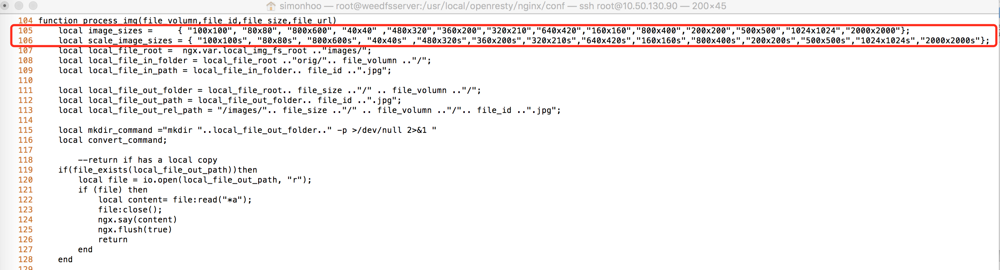 simonhoo — root@weedfsserver:/usr/local/openresty/nginx/conf — ssh root@10.50.130.90 — 200×45
104 function process_img(file_volumn,file_id,file_size,file_url)
105     local image_sizes =     { "100x100", "80x80", "800x600", "40x40" ,"480x320","360x200","320x210","640x420","160x160","800x400","200x200","500x500","1024x1024","2000x2000"};
106     local scale_image_sizes = { "100x100s", "80x80s", "800x600s", "40x40s" ,"480x320s","360x200s","320x210s","640x420s","160x160s","800x400s","200x200s","500x500s","1024x1024s","2000x2000s"};
107     local local_file_root =  ngx.var.local_img_fs_root .."images/";
108     local local_file_in_folder = local_file_root .."orig/".. file_volumn .."/";
109     local local_file_in_path = local_file_in_folder.. file_id ..".jpg";
110
111     local local_file_out_folder = local_file_root.. file_size .."/" .. file_volumn .."/";
112     local local_file_out_path = local_file_out_folder.. file_id ..".jpg";
113     local local_file_out_rel_path = "/images/".. file_size .."/" .. file_volumn .."/".. file_id ..".jpg";
114
115     local mkdir_command ="mkdir "..local_file_out_folder.." -p >/dev/null 2>&1 "
116     local convert_command;
117
118         --return if has a local copy
119     if(file_exists(local_file_out_path))then
120         local file = io.open(local_file_out_path, "r");
121         if (file) then
122             local content= file:read("*a");
123             file:close();
124             ngx.say(content)
125             ngx.flush(true)
126             return
127         end
128     end
129